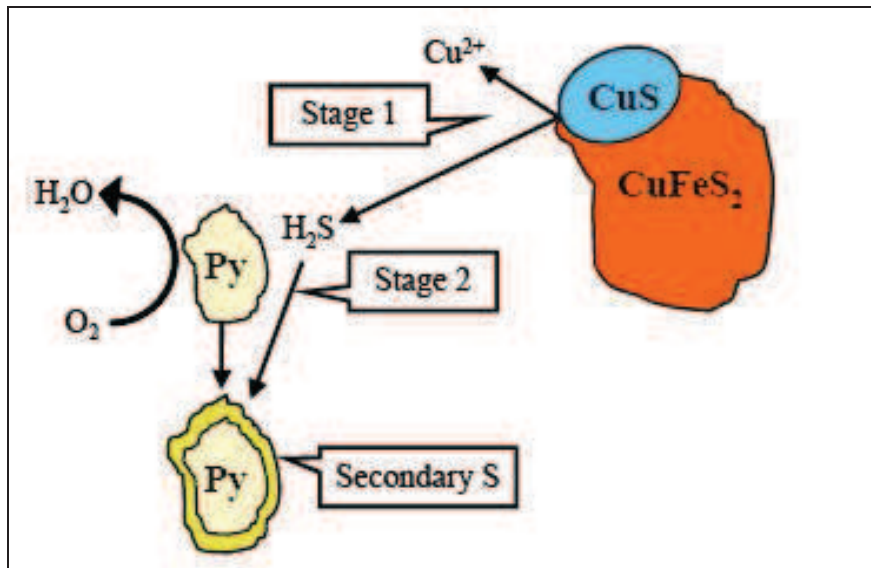 Cu²⁺
CuS
Stage 1
CuFeS₂
H₂O
H₂S
Py
Stage 2
O₂
Py
Secondary S